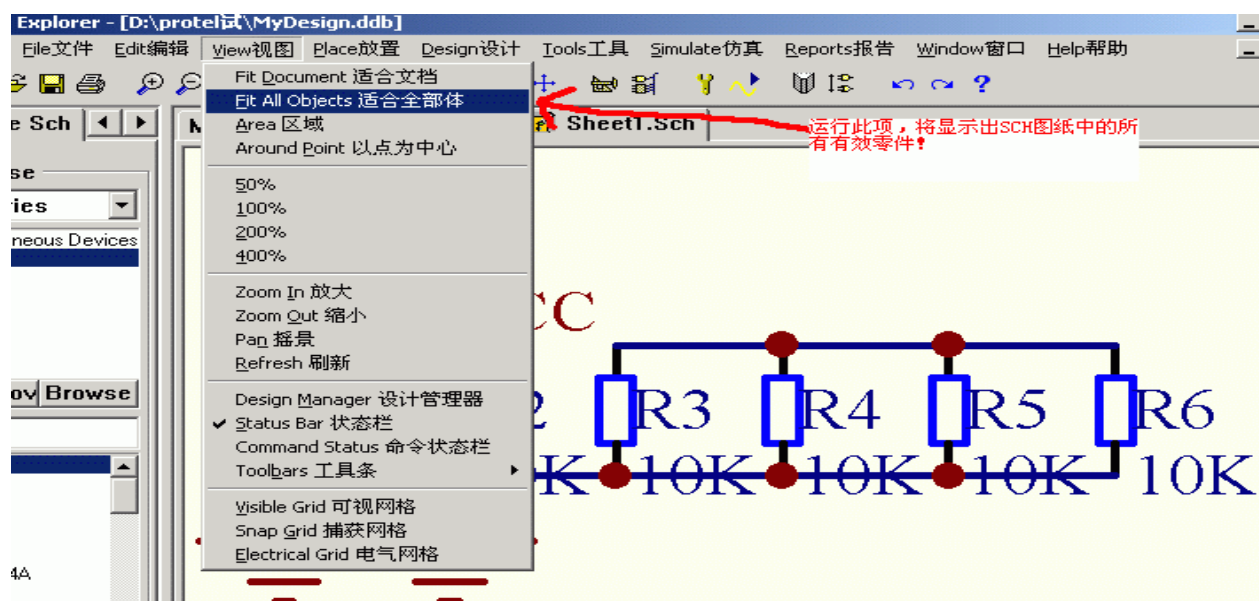 Explorer - [D:\protel试\MyDesign.ddb]
File文件 Edit编辑 View视图 Place放置 Design设计 Tools工具 Simulate仿真 Reports报告 Window窗口 Help帮助
e Sch
Sheet1.Sch
Fit Document 适合文档
Fit All Objects 适合全部体
Area 区域
Around Point 以点为中心
50%
100%
200%
400%
Zoom In 放大
Zoom Out 缩小
Pan 摇景
Refresh 刷新
Design Manager 设计管理器
Status Bar 状态栏
Command Status 命令状态栏
Toolbars 工具条
Visible Grid 可视网格
Snap Grid 捕获网格
Electrical Grid 电气网格
运行此项，将显示出SCH图纸中的所
有有效零件！
se
ies
neous Devices
ov Browse
4A
CC
2 R3 R4 R5 R6
K 10K 10K 10K 10K